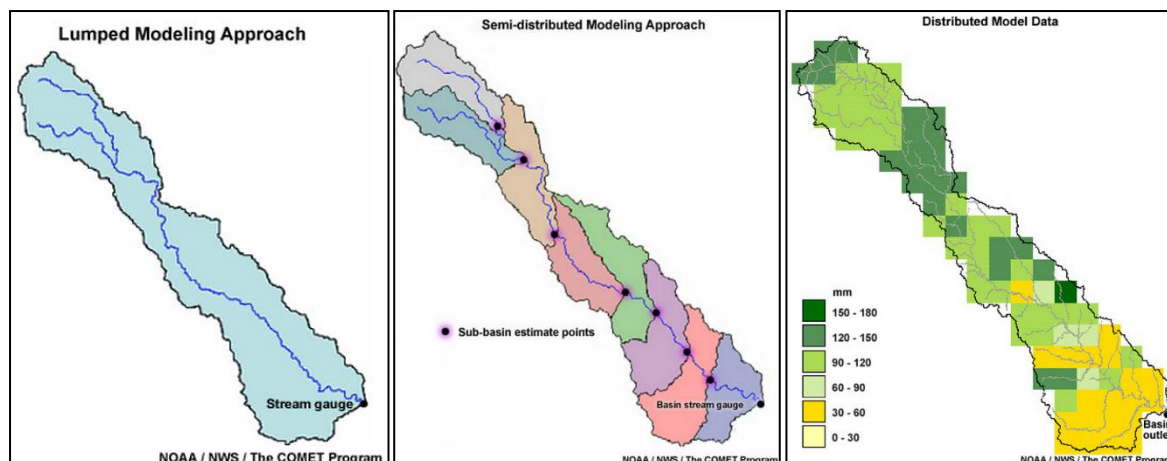 Lumped Modeling Approach
Stream gauge
NOAA / NWS / The COMET Program
Semi-distributed Modeling Approach
Sub-basin estimate points
Basin stream gauge
NOAA / NWS / The COMET Program
Distributed Model Data
mm
150 - 180
120 - 150
90 - 120
60 - 90
30 - 60
0 - 30
Basin
outlet
NOAA / NWS / The COMET Program